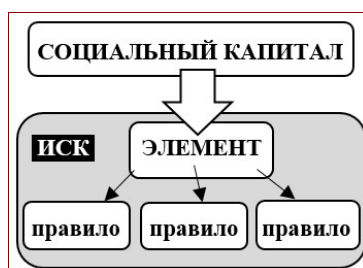 СОЦИАЛЬНЫЙ КАПИТАЛ
ИСК
ЭЛЕМЕНТ
правило
правило
правило